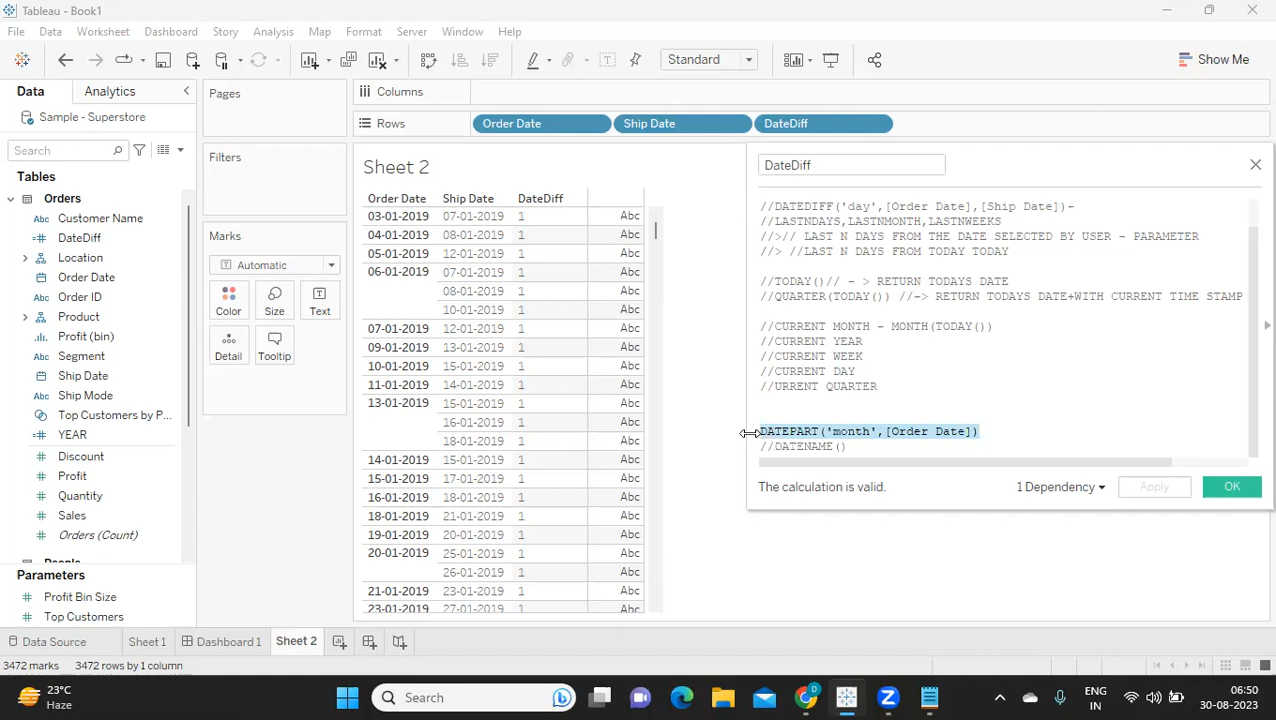 Tableau - Book1
File Data Worksheet Dashboard Story Analysis Map Format Server Window Help
Standard
Show Me
Data Analytics
Sample - Superstore
Search
Tables
Orders
Abc Customer Name
DateDiff
Location
Order Date
Abc Order ID
Product
Profit (bin)
Abc Segment
Ship Date
Abc Ship Mode
Top Customers by P...
YEAR
Discount
Profit
Quantity
Sales
Orders (Count)
Parameters
Profit Bin Size
Top Customers
Pages
Filters
Marks
Automatic
Color Size Text
Detail Tooltip
Columns
Rows Order Date Ship Date DateDiff
Sheet 2
Order Date Ship Date DateDiff
03-01-2019 07-01-2019 1 Abc
04-01-2019 08-01-2019 1 Abc
05-01-2019 12-01-2019 1 Abc
06-01-2019 07-01-2019 1 Abc
08-01-2019 1 Abc
10-01-2019 1 Abc
07-01-2019 12-01-2019 1 Abc
09-01-2019 13-01-2019 1 Abc
10-01-2019 15-01-2019 1 Abc
11-01-2019 14-01-2019 1 Abc
13-01-2019 15-01-2019 1 Abc
16-01-2019 1 Abc
18-01-2019 1 Abc
14-01-2019 16-01-2019 1 Abc
15-01-2019 17-01-2019 1 Abc
16-01-2019 18-01-2019 1 Abc
18-01-2019 21-01-2019 1 Abc
19-01-2019 20-01-2019 1 Abc
20-01-2019 25-01-2019 1 Abc
26-01-2019 1 Abc
21-01-2019 23-01-2019 1 Abc
23-01-2019 27-01-2019 1 Abc
DateDiff
//DATEDIFF('day',[Order Date],[Ship Date])-
//LASTNDAYS,LASTNMONTH,LASTNWEEKS
//>// LAST N DAYS FROM THE DATE SELECTED BY USER - PARAMETER
//> //LAST N DAYS FROM TODAY TODAY
//TODAY()// - > RETURN TODAYS DATE
//QUARTER(TODAY()) //-> RETURN TODAYS DATE+WITH CURRENT TIME STMP
//CURRENT MONTH - MONTH(TODAY())
//CURRENT YEAR
//CURRENT WEEK
//CURRENT DAY
//URRENT QUARTER
DATEPART('month',[Order Date])
//DATENAME()
The calculation is valid. 1 Dependency Apply OK
Data Source Sheet 1 Dashboard 1 Sheet 2
3472 marks 3472 rows by 1 column
23°C
Haze
Search
ENG
IN
06:50
30-08-2023